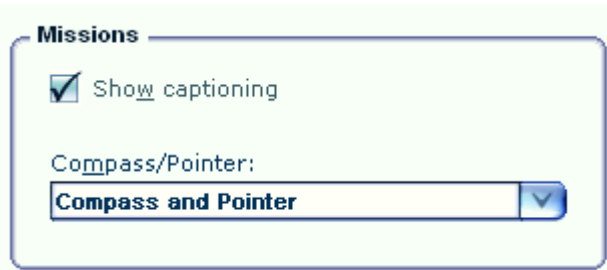 Missions
Show captioning
Compass/Pointer:
Compass and Pointer